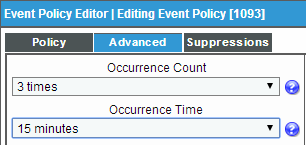 Event Policy Editor | Editing Event Policy [1093]
Policy Advanced Suppressions
Occurrence Count
3 times
Occurrence Time
15 minutes